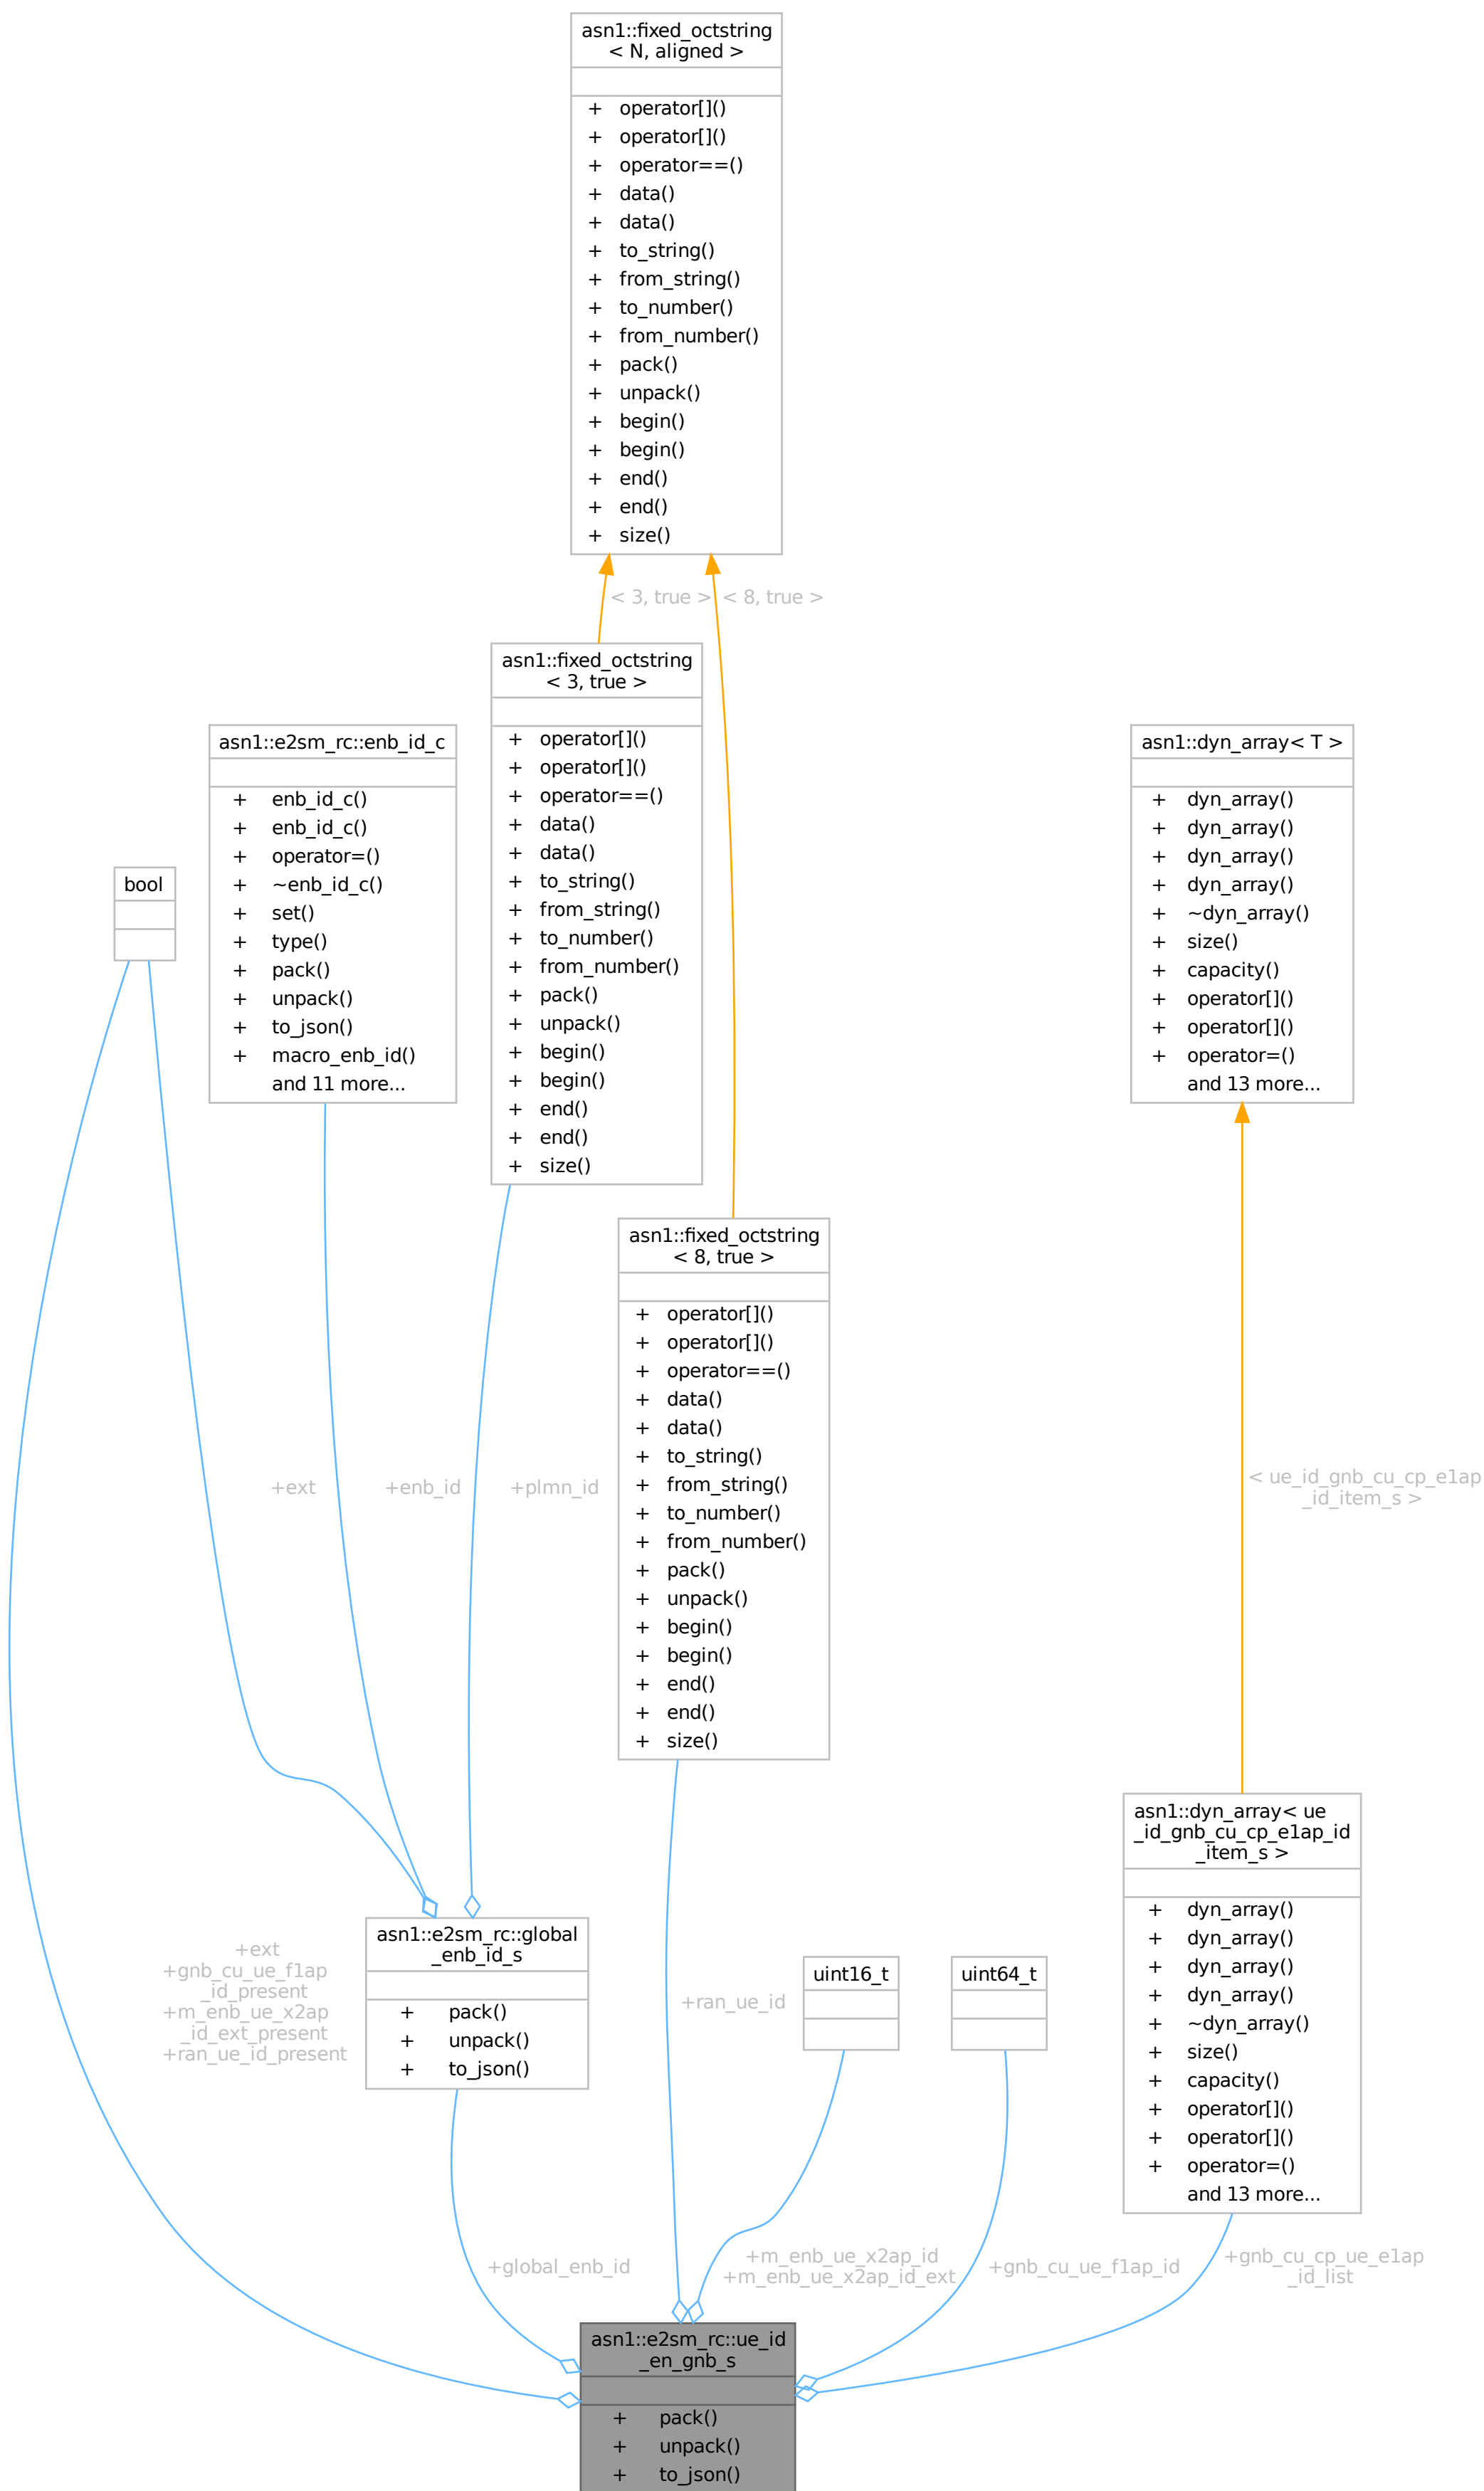 asn1::fixed_octstring
< N, aligned >
+ operator[]()
+ operator[]()
+ operator==()
+ data()
+ data()
+ to_string()
+ from_string()
+ to_number()
+ from_number()
+ pack()
+ unpack()
+ begin()
+ begin()
+ end()
+ end()
+ size()
< 3, true >
< 8, true >
asn1::fixed_octstring
< 3, true >
+ operator[]()
+ operator[]()
+ operator==()
+ data()
+ data()
+ to_string()
+ from_string()
+ to_number()
+ from_number()
+ pack()
+ unpack()
+ begin()
+ begin()
+ end()
+ end()
+ size()
asn1::e2sm_rc::enb_id_c
+ enb_id_c()
+ enb_id_c()
+ operator=()
+ ~enb_id_c()
+ set()
+ type()
+ pack()
+ unpack()
+ to_json()
+ macro_enb_id()
and 11 more...
asn1::dyn_array< T >
+ dyn_array()
+ dyn_array()
+ dyn_array()
+ dyn_array()
+ ~dyn_array()
+ size()
+ capacity()
+ operator[]()
+ operator[]()
+ operator=()
and 13 more...
bool
asn1::fixed_octstring
< 8, true >
+ operator[]()
+ operator[]()
+ operator==()
+ data()
+ data()
+ to_string()
+ from_string()
+ to_number()
+ from_number()
+ pack()
+ unpack()
+ begin()
+ begin()
+ end()
+ end()
+ size()
+ext
+enb_id
+plmn_id
< ue_id_gnb_cu_cp_e1ap
_id_item_s >
asn1::dyn_array< ue
_id_gnb_cu_cp_e1ap_id
_item_s >
+ dyn_array()
+ dyn_array()
+ dyn_array()
+ dyn_array()
+ ~dyn_array()
+ size()
+ capacity()
+ operator[]()
+ operator[]()
+ operator=()
and 13 more...
asn1::e2sm_rc::global
_enb_id_s
+ pack()
+ unpack()
+ to_json()
+ext
+gnb_cu_ue_f1ap
_id_present
+m_enb_ue_x2ap
_id_ext_present
+ran_ue_id_present
+ran_ue_id
uint16_t
uint64_t
+global_enb_id
+m_enb_ue_x2ap_id
+m_enb_ue_x2ap_id_ext
+gnb_cu_ue_f1ap_id
+gnb_cu_cp_ue_e1ap
_id_list
asn1::e2sm_rc::ue_id
_en_gnb_s
+ pack()
+ unpack()
+ to_json()